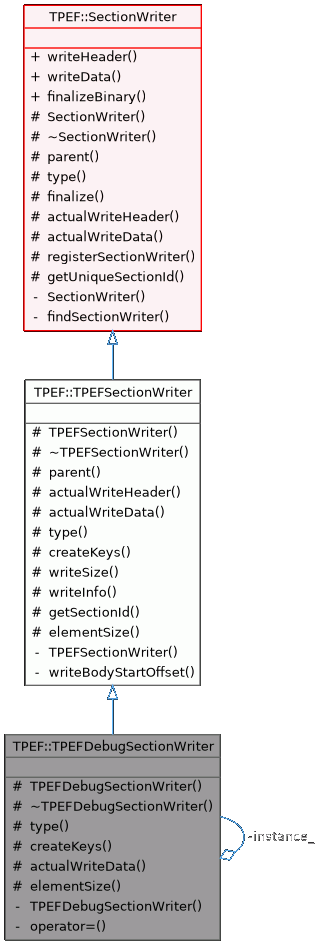 TPEF::SectionWriter
+ writeHeader()
+ writeData()
+ finalizeBinary()
# SectionWriter()
# ~SectionWriter()
# parent()
# type()
# finalize()
# actualWriteHeader()
# actualWriteData()
# registerSectionWriter()
# getUniqueSectionId()
- SectionWriter()
- findSectionWriter()
TPEF::TPEFSectionWriter
# TPEFSectionWriter()
# ~TPEFSectionWriter()
# parent()
# actualWriteHeader()
# actualWriteData()
# type()
# createKeys()
# writeSize()
# writeInfo()
# getSectionId()
# elementSize()
- TPEFSectionWriter()
- writeBodyStartOffset()
TPEF::TPEFDebugSectionWriter
# TPEFDebugSectionWriter()
# ~TPEFDebugSectionWriter()
# type()
# createKeys()
# actualWriteData()
# elementSize()
- TPEFDebugSectionWriter()
- operator=()
-instance_